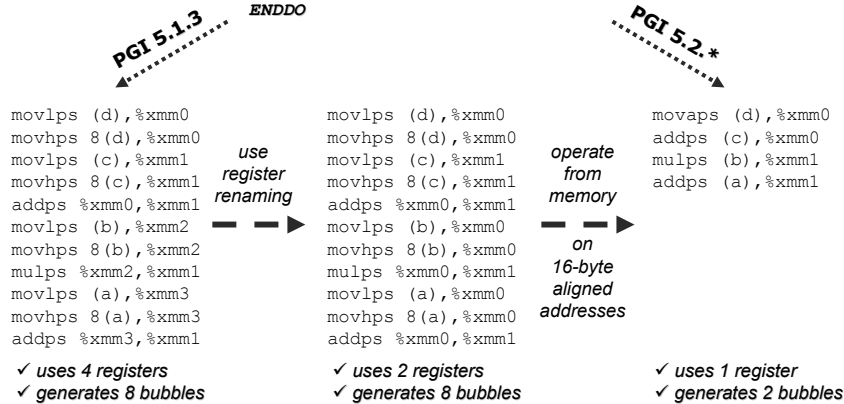 ENDDO
PGI 5.1.3
PGI 5.2.*
movlps (d),%xmm0
movhps 8(d),%xmm0
movlps (c),%xmm1
movhps 8(c),%xmm1
addps %xmm0,%xmm1
movlps (b),%xmm2
movhps 8(b),%xmm2
mulps %xmm2,%xmm1
movlps (a),%xmm3
movhps 8(a),%xmm3
addps %xmm3,%xmm1
✓ uses 4 registers
✓ generates 8 bubbles
use
register
renaming
movlps (d),%xmm0
movhps 8(d),%xmm0
movlps (c),%xmm1
movhps 8(c),%xmm1
addps %xmm0,%xmm1
movlps (b),%xmm0
movhps 8(b),%xmm0
mulps %xmm0,%xmm1
movlps (a),%xmm0
movhps 8(a),%xmm0
addps %xmm0,%xmm1
✓ uses 2 registers
✓ generates 8 bubbles
operate
from
memory
on
16-byte
aligned
addresses
movaps (d),%xmm0
addps (c),%xmm0
mulps (b),%xmm1
addps (a),%xmm1
✓ uses 1 register
✓ generates 2 bubbles